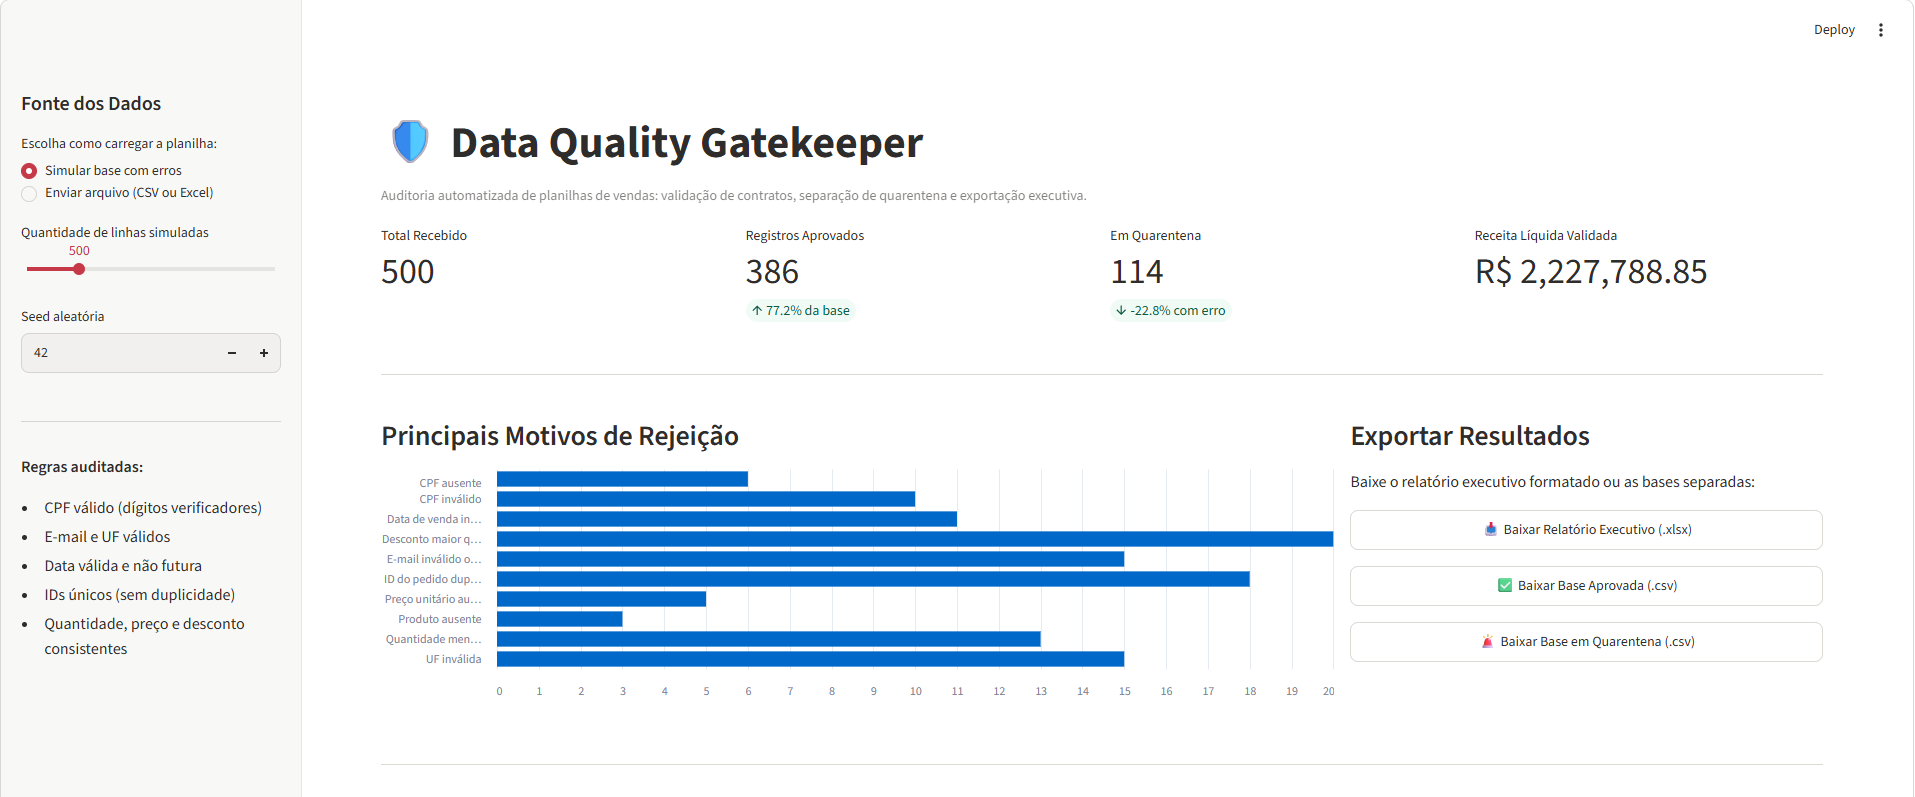 Deploy
Fonte dos Dados
Escolha como carregar a planilha:
Simular base com erros
Enviar arquivo (CSV ou Excel)
Quantidade de linhas simuladas
500
Seed aleatória
42
Regras auditadas:
CPF válido (dígitos verificadores)
E-mail e UF válidos
Data válida e não futura
IDs únicos (sem duplicidade)
Quantidade, preço e desconto
consistentes
Data Quality Gatekeeper
Auditoria automatizada de planilhas de vendas: validação de contratos, separação de quarentena e exportação executiva.
Total Recebido
500
Registros Aprovados
386
↑ 77.2% da base
Em Quarentena
114
↓ -22.8% com erro
Receita Líquida Validada
R$ 2,227,788.85
Principais Motivos de Rejeição
CPF ausente
CPF inválido
Data de venda in…
Desconto maior q…
E-mail inválido o…
ID do pedido dup…
Preço unitário au…
Produto ausente
Quantidade men…
UF inválida
0 1 2 3 4 5 6 7 8 9 10 11 12 13 14 15 16 17 18 19 20
Exportar Resultados
Baixe o relatório executivo formatado ou as bases separadas:
Baixar Relatório Executivo (.xlsx)
Baixar Base Aprovada (.csv)
Baixar Base em Quarentena (.csv)